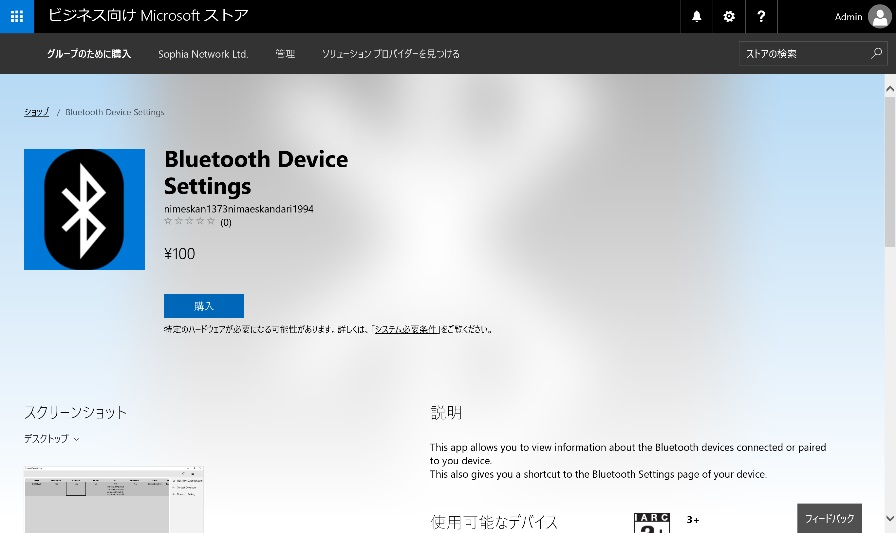 ビジネス向け Microsoft ストア
Admin
グループのために購入 Sophia Network Ltd. 管理 ソリューション プロバイダーを見つける
ストアの検索
ショップ / Bluetooth Device Settings
Bluetooth Device
Settings
nimeskan1373nimaeskandari1994
☆☆☆☆☆ (0)
¥100
購入
特定のハードウェアが必要になる可能性があります。詳しくは、「システム必要条件」をご覧ください。
スクリーンショット
デスクトップ
説明
This app allows you to view information about the Bluetooth devices connected or paired
to you device.
This also gives you a shortcut to the Bluetooth Settings page of your device.
使用可能なデバイス
IARC
3+
3+
フィードバック